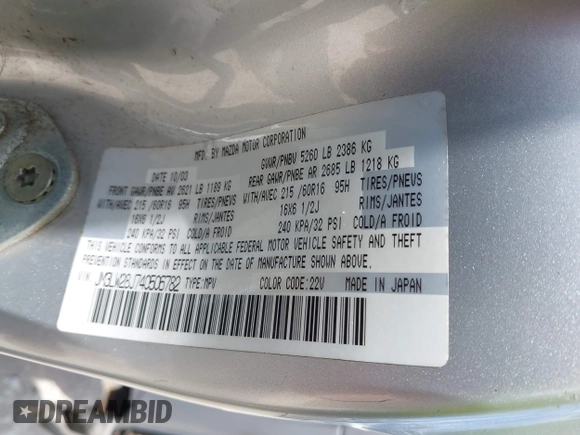 MFD. BY MAZDA MOTOR CORPORATION
DATE 10/03 GVWR/PNBV 5260 LB 2386 KG
FRONT GAWR/PNBE AV 2621 LB 1189 KG REAR GAWR/PNBE AR 2685 LB 1218 KG
WITH/AVEC 215/60R16 95H TIRES/PNEUS WITH/AVEC 215/60R16 95H TIRES/PNEUS
16X6 1/2J RIMS/JANTES 16X6 1/2J RIMS/JANTES
240 KPA/32 PSI COLD/A FROID 240 KPA/32 PSI COLD/A FROID
THIS VEHICLE CONFORMS TO ALL APPLICABLE FEDERAL MOTOR VEHICLE SAFETY AND THEFT
PREVENTION STANDARDS IN EFFECT ON THE DATE OF MANUFACTURE SHOWN ABOVE.
VIN: JM3LW28J740506782 TYPE:MPV COLOR CODE:22V MADE IN JAPAN
DREAMBID